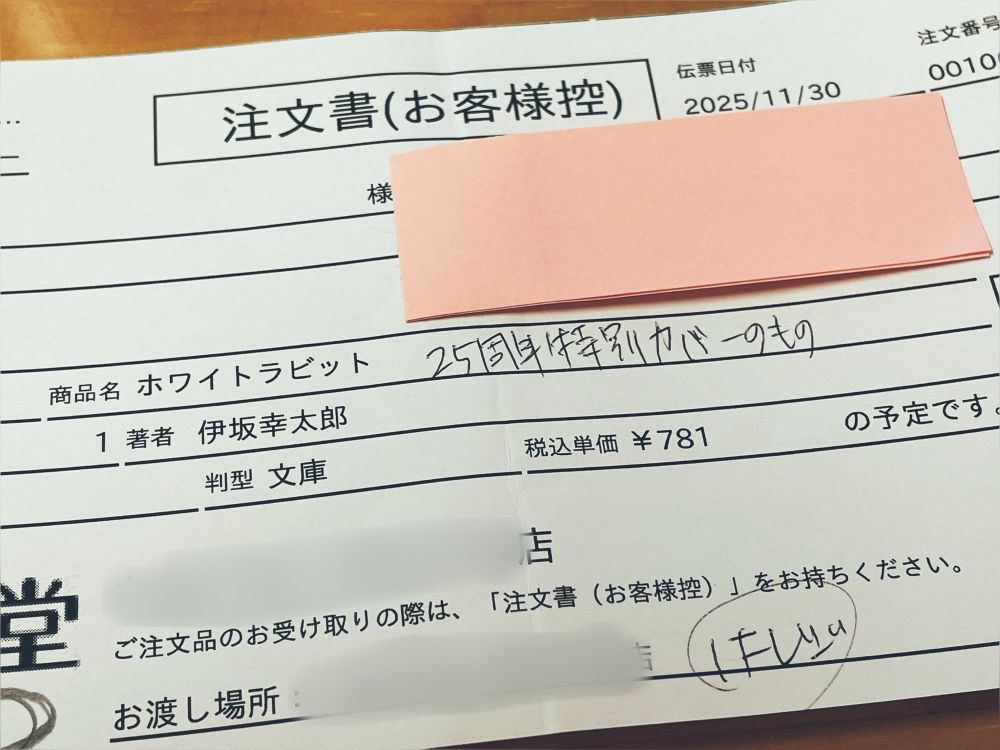 注文書(お客様控)
伝票日付
2025/11/30
注文番号
0010
様
商品名 ホワイトラビット 25周年特別カバーのもの
1 著者 伊坂幸太郎
判型 文庫
税込単価 ¥781
の予定です。
店
堂
ご注文品のお受け取りの際は、「注文書(お客様控)」をお持ちください。
お渡し場所:
店
1Fレジ